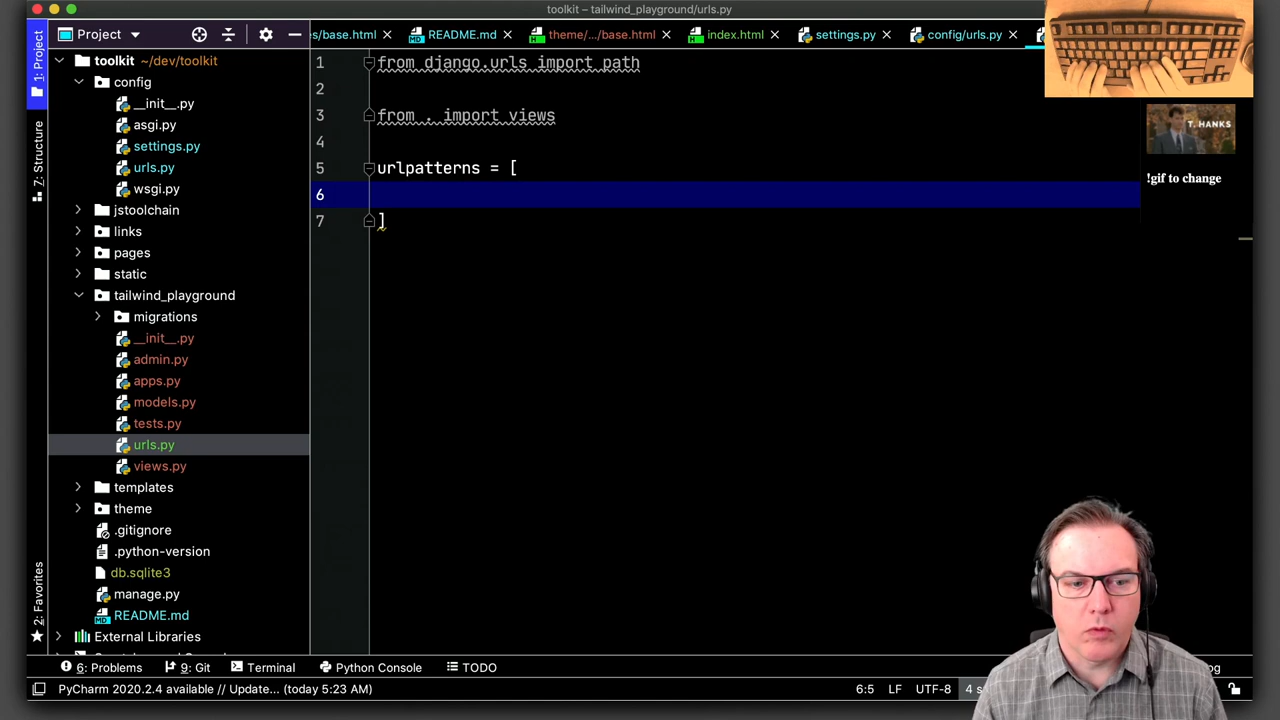 toolkit – tailwind_playground/urls.py
Project
es/base.html
README.md
theme/.../base.html
index.html
settings.py
config/urls.py
1: Project
7: Structure
2: Favorites
toolkit ~/dev/toolkit
config
__init__.py
asgi.py
settings.py
urls.py
wsgi.py
jstoolchain
links
pages
static
tailwind_playground
migrations
__init__.py
admin.py
apps.py
models.py
tests.py
urls.py
views.py
templates
theme
.gitignore
.python-version
db.sqlite3
manage.py
README.md
External Libraries
1 from django.urls import path
2
3 from . import views
4
5 urlpatterns = [
6
7 ]
T. HANKS
!gif to change
6: Problems
9: Git
Terminal
Python Console
TODO
og
PyCharm 2020.2.4 available // Update... (today 5:23 AM)
6:5
LF
UTF-8
4 s